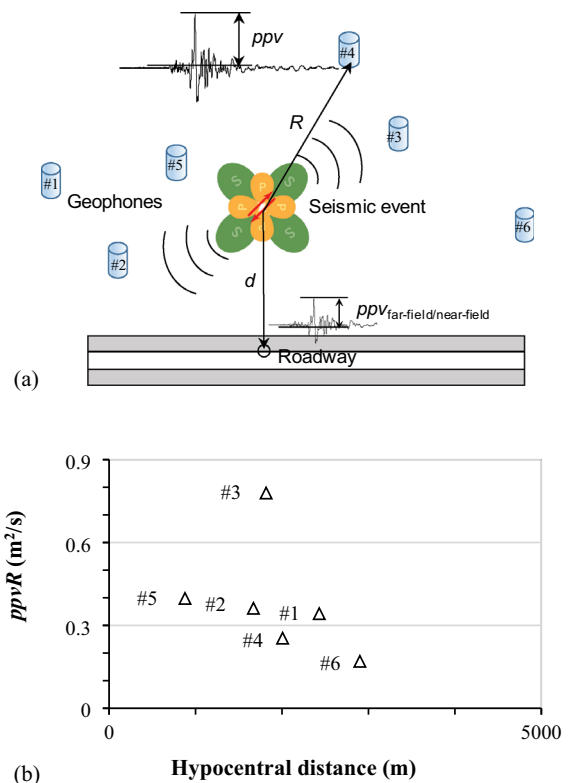 ppv
#4
R
#3
#5
#1
S
S
P
P
P
P
S
S
Geophones
Seismic event
#6
#2
d
ppvfar-field/near-field
Roadway
(a)
0.9
#3
0.6
ppvR (m²/s)
#5
#2
#1
0.3
#4
#6
0
0
5000
(b)
Hypocentral distance (m)